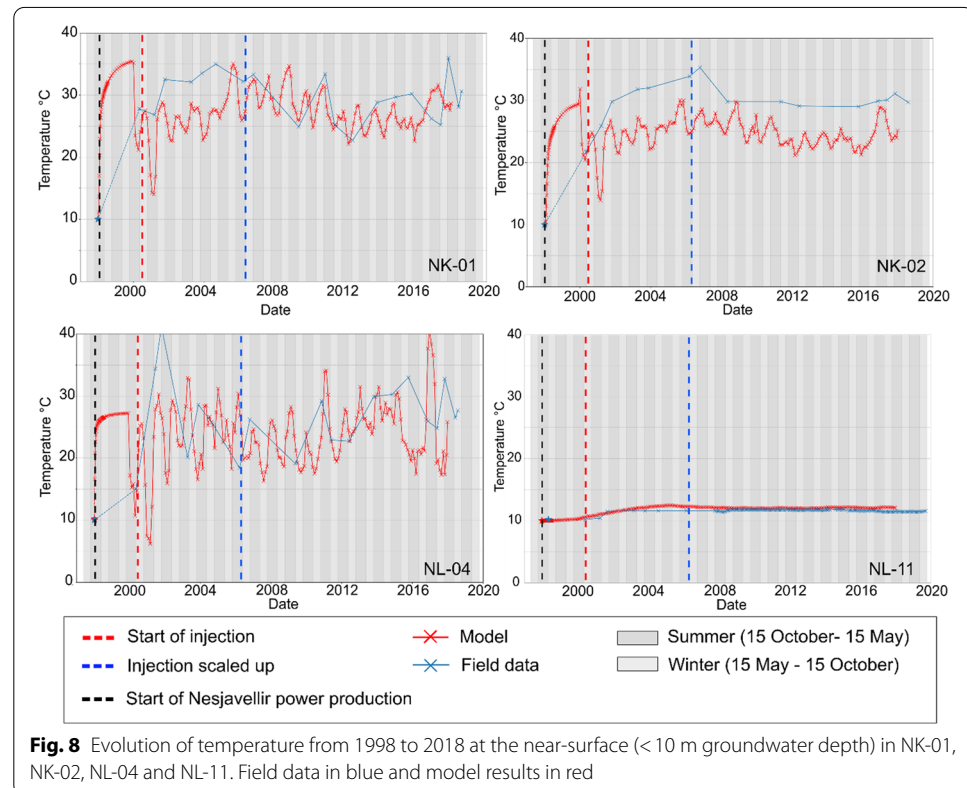 40
30
20
10
0
Temperature °C
2000 2004 2008 2012 2016 2020
Date
NK-01
40
30
20
10
0
Temperature °C
2000 2004 2008 2012 2016 2020
Date
NK-02
40
30
20
10
0
Temperature °C
2000 2004 2008 2012 2016 2020
Date
NL-04
40
30
20
10
0
Temperature °C
2000 2004 2008 2012 2016 2020
Date
NL-11
Start of injection Model Summer (15 October- 15 May)
Injection scaled up Field data Winter (15 May - 15 October)
Start of Nesjavellir power production
Fig. 8 Evolution of temperature from 1998 to 2018 at the near-surface (< 10 m groundwater depth) in NK-01,
NK-02, NL-04 and NL-11. Field data in blue and model results in red